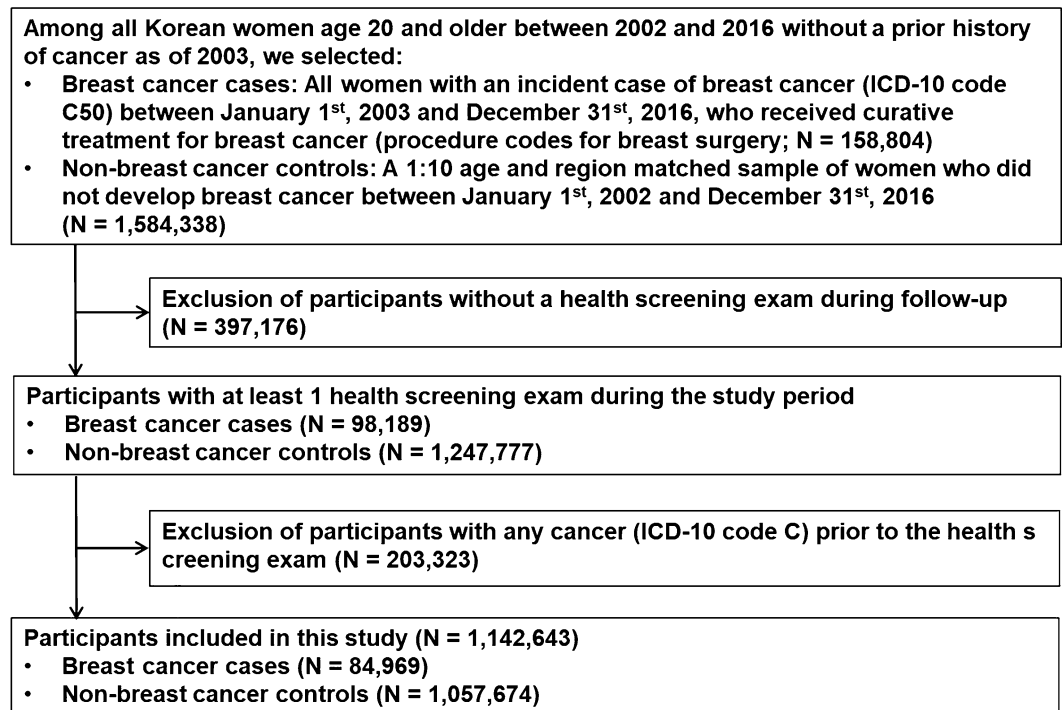 Among all Korean women age 20 and older between 2002 and 2016 without a prior history
of cancer as of 2003, we selected:
• Breast cancer cases: All women with an incident case of breast cancer (ICD-10 code
C50) between January 1st, 2003 and December 31st, 2016, who received curative
treatment for breast cancer (procedure codes for breast surgery; N = 158,804)
• Non-breast cancer controls: A 1:10 age and region matched sample of women who did
not develop breast cancer between January 1st, 2002 and December 31st, 2016
(N = 1,584,338)
Exclusion of participants without a health screening exam during follow-up
(N = 397,176)
Participants with at least 1 health screening exam during the study period
• Breast cancer cases (N = 98,189)
• Non-breast cancer controls (N = 1,247,777)
Exclusion of participants with any cancer (ICD-10 code C) prior to the health s
creening exam (N = 203,323)
Participants included in this study (N = 1,142,643)
• Breast cancer cases (N = 84,969)
• Non-breast cancer controls (N = 1,057,674)